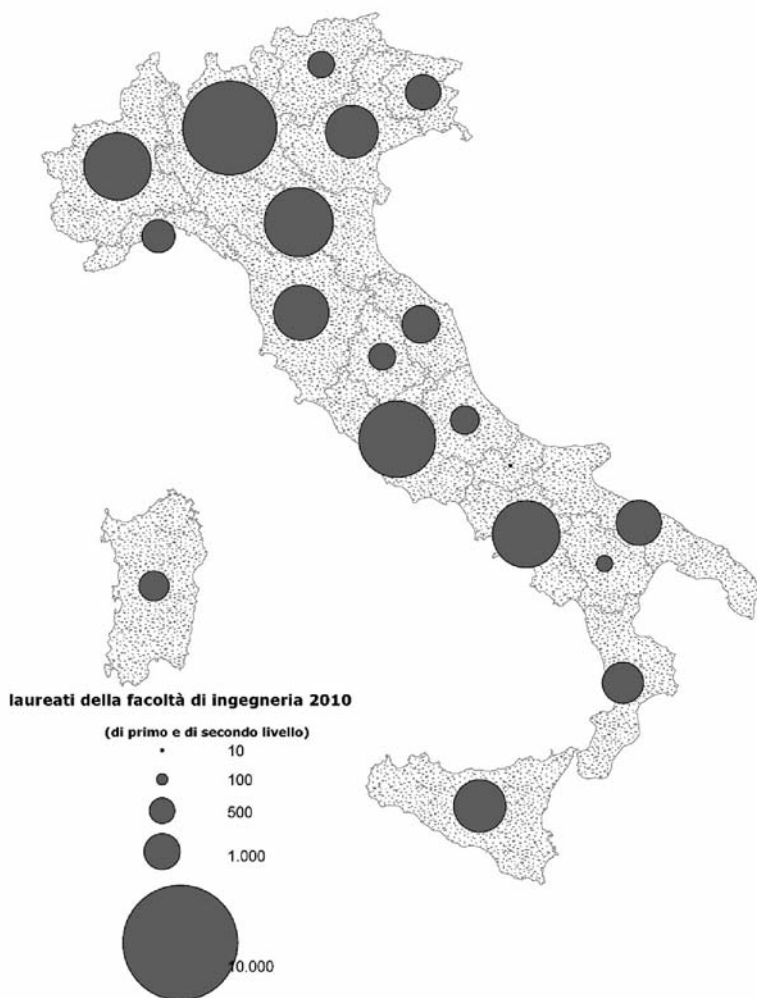 laureati della facoltà di ingegneria 2010
(di primo e di secondo livello)
10
100
500
1.000
10.000